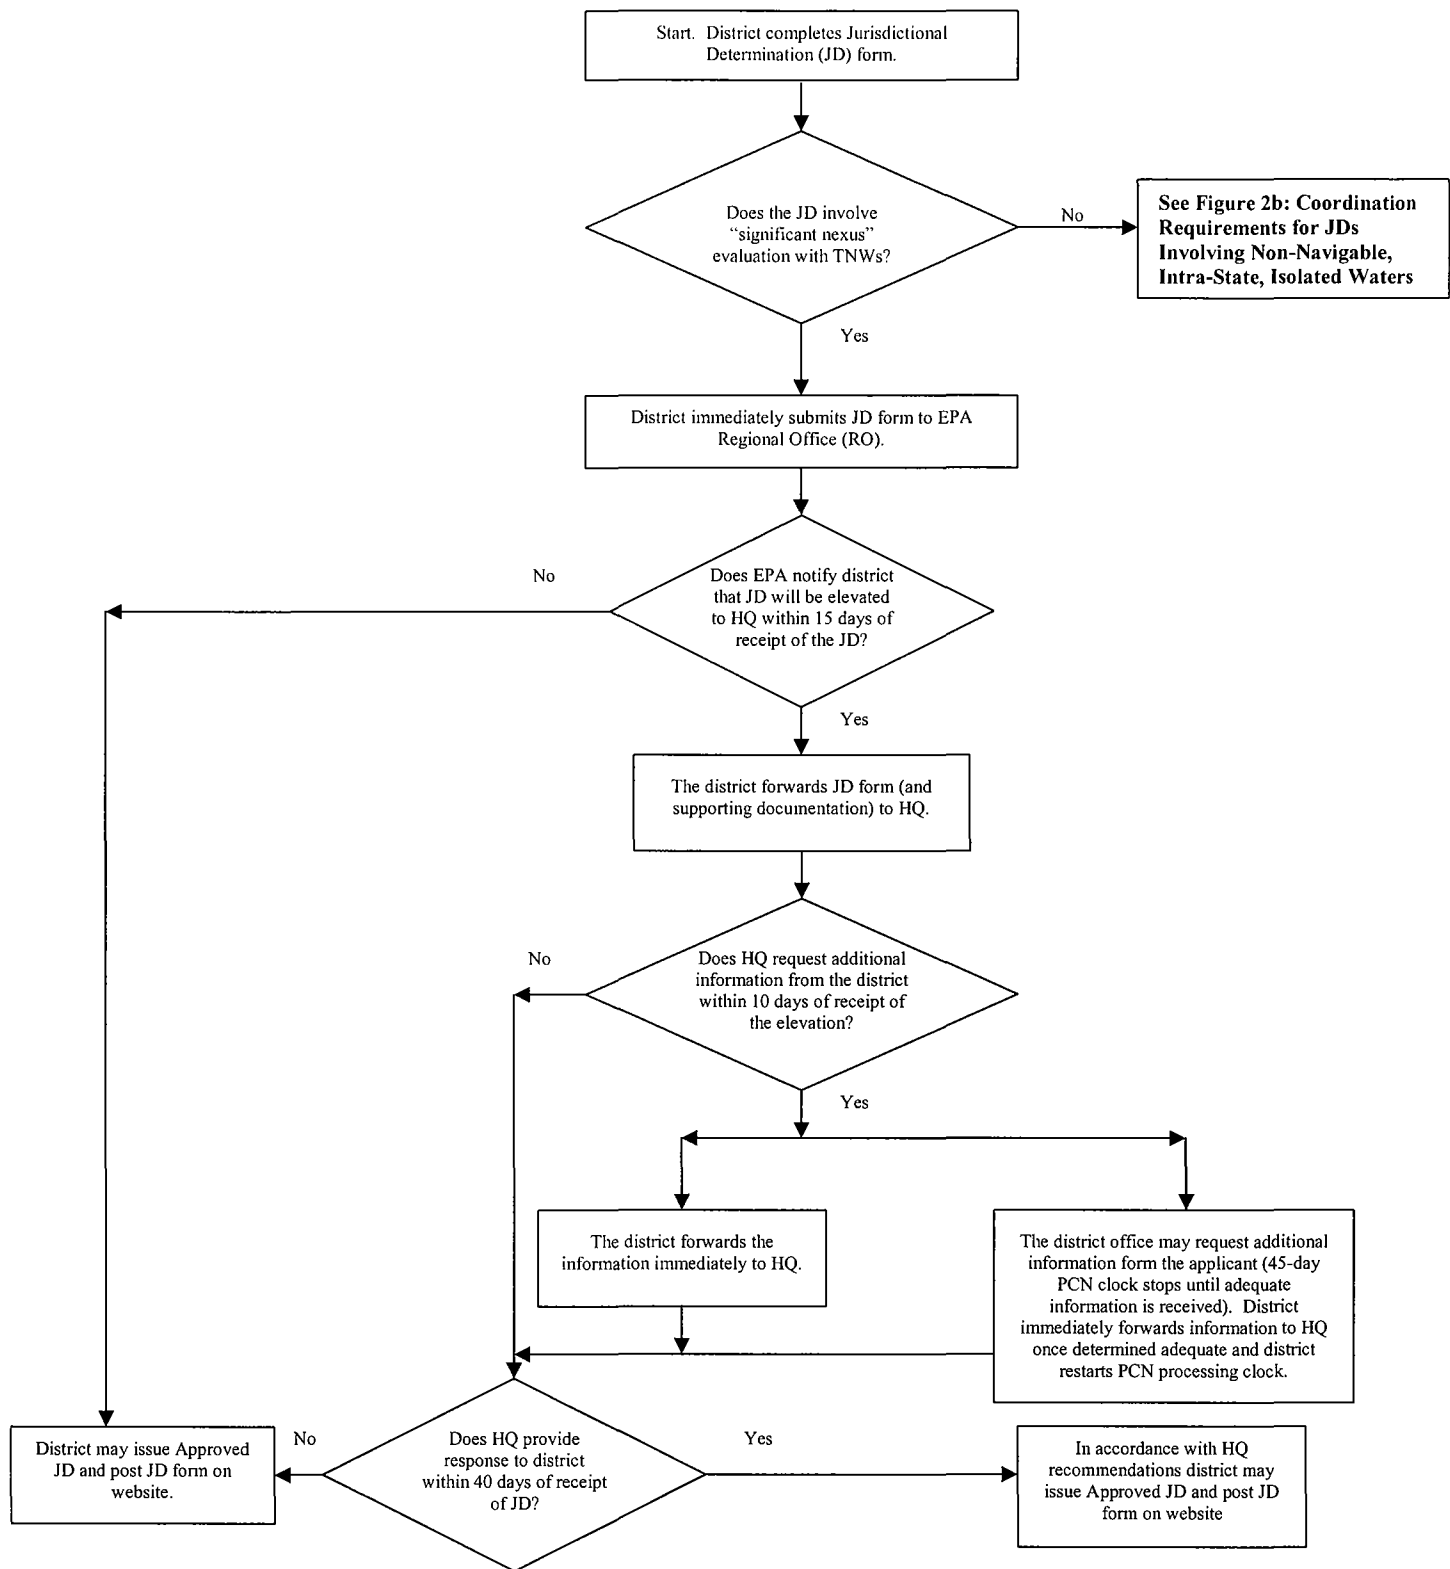 Start. District completes Jurisdictional
Determination (JD) form.
Does the JD involve
“significant nexus”
evaluation with TNWs?
No
See Figure 2b: Coordination
Requirements for JDs
Involving Non-Navigable,
Intra-State, Isolated Waters
Yes
District immediately submits JD form to EPA
Regional Office (RO).
No
Does EPA notify district
that JD will be elevated
to HQ within 15 days of
receipt of the JD?
Yes
The district forwards JD form (and
supporting documentation) to HQ.
No
Does HQ request additional
information from the district
within 10 days of receipt of
the elevation?
Yes
The district forwards the
information immediately to HQ.
The district office may request additional
information form the applicant (45-day
PCN clock stops until adequate
information is received). District
immediately forwards information to HQ
once determined adequate and district
restarts PCN processing clock.
District may issue Approved
JD and post JD form on
website.
No
Does HQ provide
response to district
within 40 days of receipt
of JD?
Yes
In accordance with HQ
recommendations district may
issue Approved JD and post JD
form on website